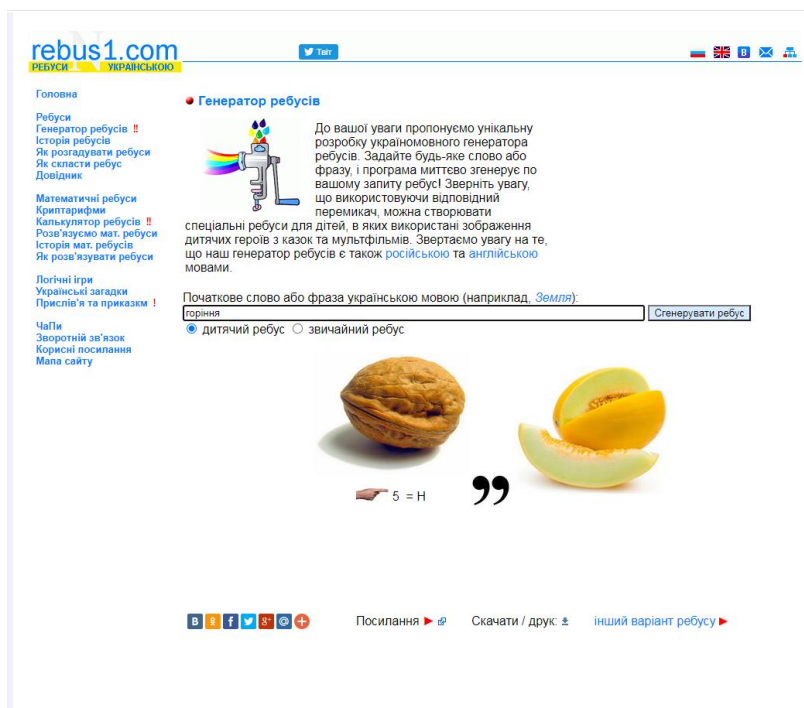 rebus1.com
РЕБУСИ УКРАЇНСЬКОЮ
Твіт
Головна
Ребуси
Генератор ребусів !!
Історія ребусів
Як розгадувати ребуси
Як скласти ребус
Довідник
Математичні ребуси
Криптарифми
Калькулятор ребусів !!
Розв'язуємо мат. ребуси
Історія мат. ребусів
Як розв'язувати ребуси
Логічні ігри
Українські загадки
Прислів'я та приказкм !
ЧаПи
Зворотній зв'язок
Корисні посилання
Мапа сайту
Генератор ребусів
До вашої уваги пропонуємо унікальну
розробку україномовного генератора
ребусів. Задайте будь-яке слово або
фразу, і програма миттєво згенерує по
вашому запиту ребус! Зверніть увагу,
що використовуючи відповідний
перемикач, можна створювати
спеціальні ребуси для дітей, в яких використані зображення
дитячих героїв з казок та мультфільмів. Звертаємо увагу на те,
що наш генератор ребусів є також російською та англійською
мовами.
Початкове слово або фраза українською мовою (наприклад, Земля):
горіння
Сгенерувати ребус
дитячий ребус звичайний ребус
5 = Н
,,
Посилання Скачати / друк: інший варіант ребусу